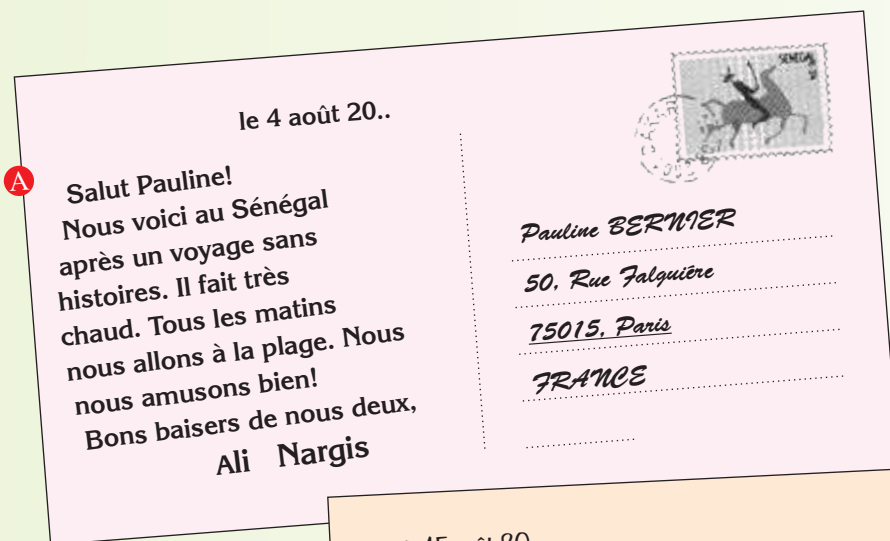 le 4 août 20..
A
Salut Pauline!
Nous voici au Sénégal
après un voyage sans
histoires. Il fait très
chaud. Tous les matins
nous allons à la plage. Nous
nous amusons bien!
Bons baisers de nous deux,
Ali Nargis
SENEGAL
Pauline BERNIER
50, Rue Falguiére
75015, Paris
FRANCE